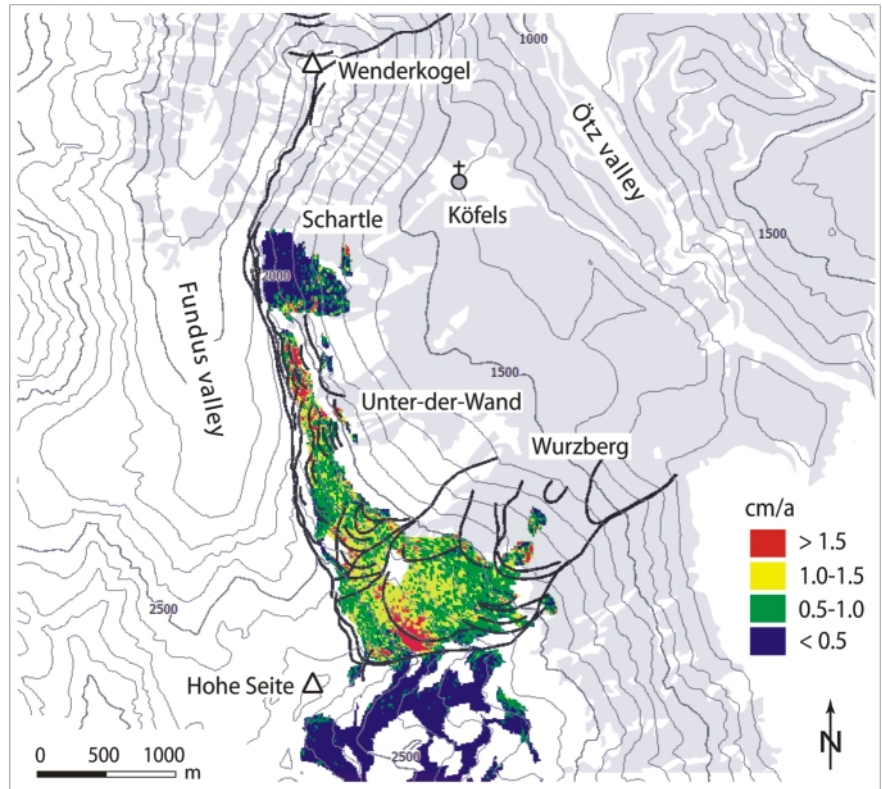 1000
Wenderkogel
Ötz valley
Köfels
Schartle
1500
2000
Fundus valley
1500
Unter-der-Wand
Wurzberg
cm/a
> 1.5
1.0-1.5
0.5-1.0
< 0.5
2500
Hohe Seite
2500
0 500 1000
m
N